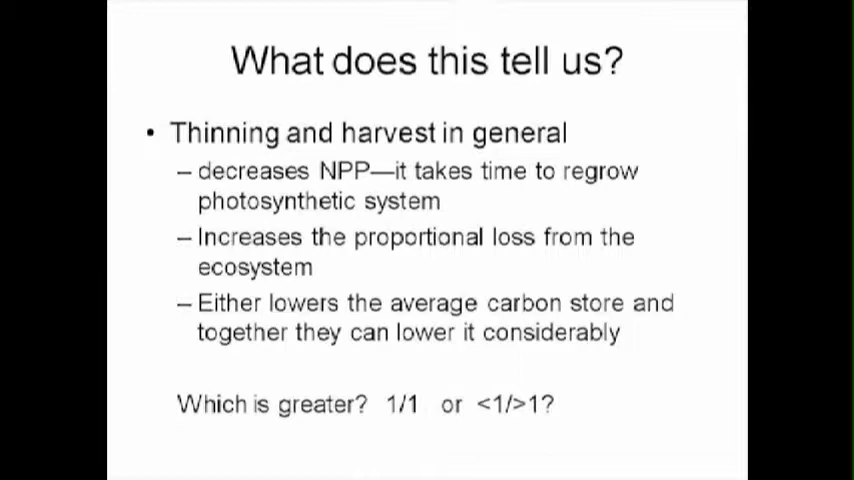 What does this tell us?
• Thinning and harvest in general
– decreases NPP—it takes time to regrow
photosynthetic system
– Increases the proportional loss from the
ecosystem
– Either lowers the average carbon store and
together they can lower it considerably
Which is greater? 1/1 or <1/>1?